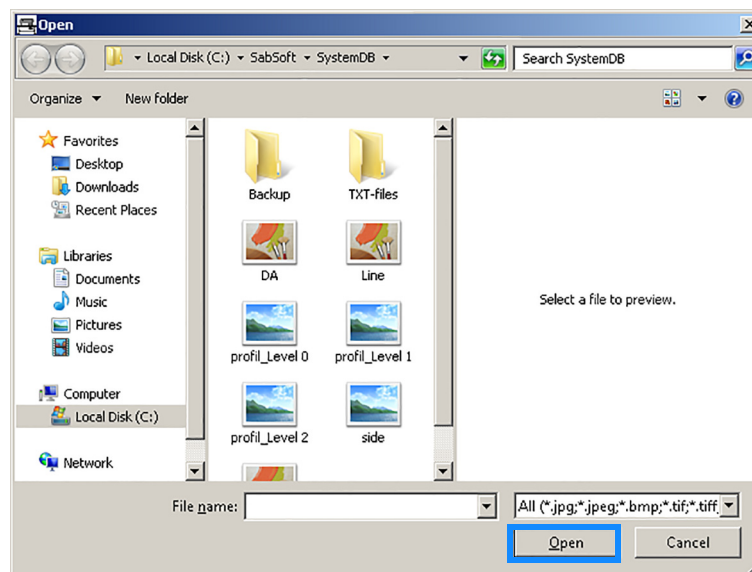 Open
Local Disk (C:) SabSoft SystemDB
Search SystemDB
Organize
New folder
Favorites
Desktop
Downloads
Recent Places
Libraries
Documents
Music
Pictures
Videos
Computer
Local Disk (C:)
Network
Backup
TXT-files
DA
Line
profil_Level 0
profil_Level 1
profil_Level 2
side
Select a file to preview.
File name:
All (*.jpg;*.jpeg;*.bmp;*.tif;*.tiff
Open
Cancel